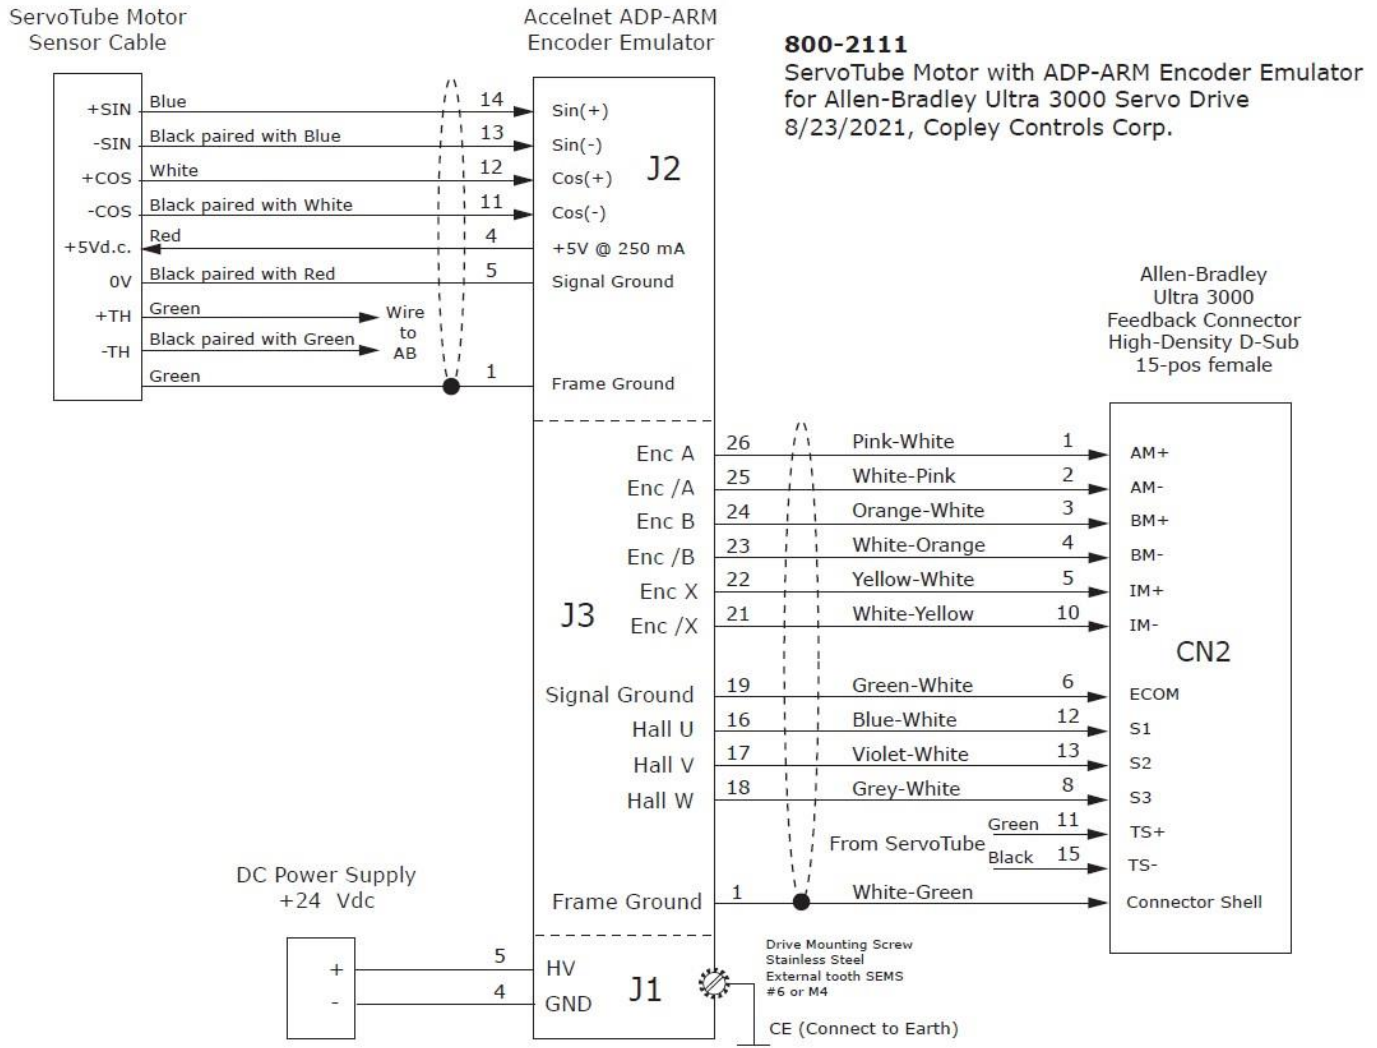 ServoTube Motor
Sensor Cable
Accelnet ADP-ARM
Encoder Emulator
800-2111
ServoTube Motor with ADP-ARM Encoder Emulator
for Allen-Bradley Ultra 3000 Servo Drive
8/23/2021, Copley Controls Corp.
+SIN Blue 14 Sin(+)
-SIN Black paired with Blue 13 Sin(-)
J2
+COS White 12 Cos(+)
-COS Black paired with White 11 Cos(-)
+5Vd.c. Red 4 +5V @ 250 mA
0V Black paired with Red 5 Signal Ground
+TH Green
-TH Black paired with Green
Wire
to
AB
Green 1 Frame Ground
Allen-Bradley
Ultra 3000
Feedback Connector
High-Density D-Sub
15-pos female
Enc A 26 Pink-White 1 AM+
Enc /A 25 White-Pink 2 AM-
Enc B 24 Orange-White 3 BM+
Enc /B 23 White-Orange 4 BM-
Enc X 22 Yellow-White 5 IM+
J3
Enc /X 21 White-Yellow 10 IM-
CN2
Signal Ground 19 Green-White 6 ECOM
Hall U 16 Blue-White 12 S1
Hall V 17 Violet-White 13 S2
Hall W 18 Grey-White 8 S3
From ServoTube
Green 11 TS+
Black 15 TS-
Frame Ground 1 White-Green Connector Shell
DC Power Supply
+24 Vdc
+ 5 HV
- 4 GND
J1
Drive Mounting Screw
Stainless Steel
External tooth SEMS
#6 or M4
CE (Connect to Earth)